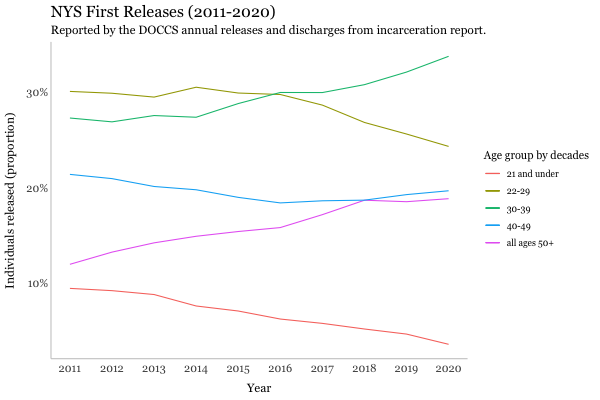 NYS First Releases (2011-2020)
Reported by the DOCCS annual releases and discharges from incarceration report.
Individuals released (proportion)
30%
20%
10%
2011 2012 2013 2014 2015 2016 2017 2018 2019 2020
Year
Age group by decades
21 and under
22-29
30-39
40-49
all ages 50+